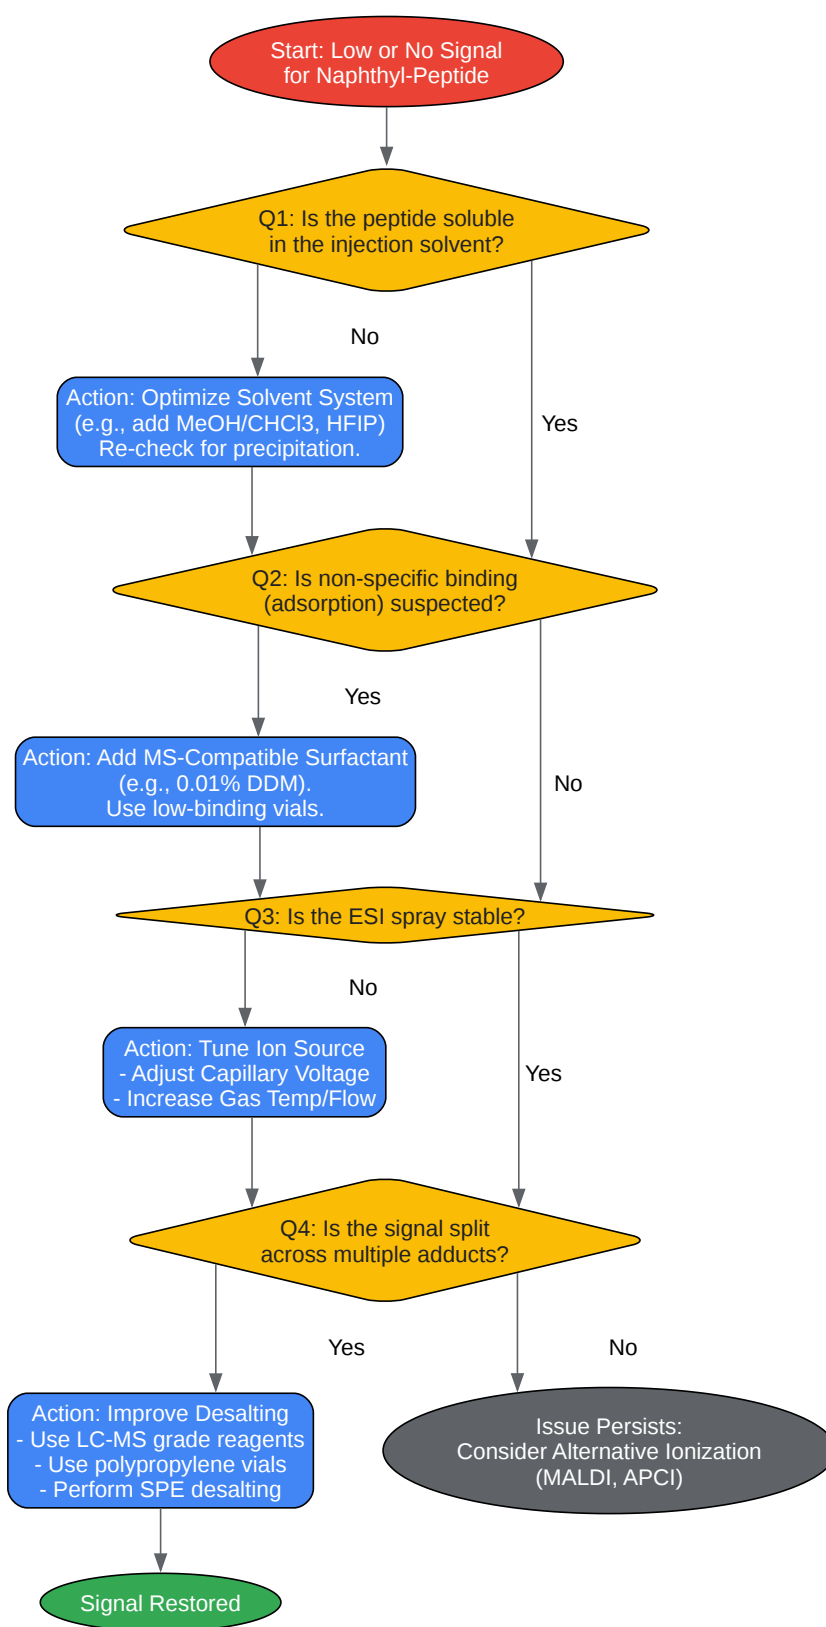 Start: Low or No Signal
for Naphthyl-Peptide
Q1: Is the peptide soluble
in the injection solvent?
No
Action: Optimize Solvent System
(e.g., add MeOH/CHCl3, HFIP)
Re-check for precipitation.
Yes
Q2: Is non-specific binding
(adsorption) suspected?
Yes
Action: Add MS-Compatible Surfactant
(e.g., 0.01% DDM).
Use low-binding vials.
No
Q3: Is the ESI spray stable?
No
Action: Tune Ion Source
- Adjust Capillary Voltage
- Increase Gas Temp/Flow
Yes
Q4: Is the signal split
across multiple adducts?
Yes
No
Action: Improve Desalting
- Use LC-MS grade reagents
- Use polypropylene vials
- Perform SPE desalting
Issue Persists:
Consider Alternative Ionization
(MALDI, APCI)
Signal Restored